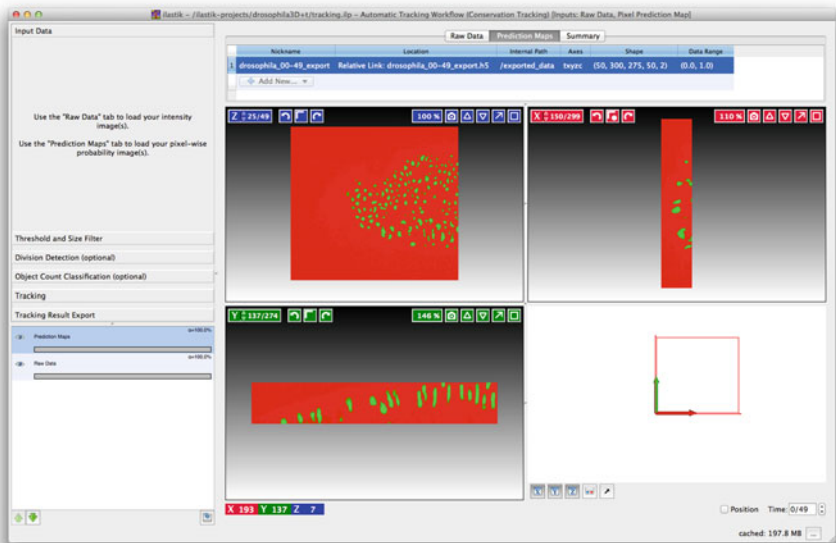 ilastik - /ilastik-projects/drosophila3D+t/tracking.ilp - Automatic Tracking Workflow (Conservation Tracking) [Inputs: Raw Data, Pixel Prediction Map]
Input Data
Raw Data Prediction Maps Summary
Nickname Location Internal Path Axes Shape Data Range
1 drosophila_00-49_export Relative Link: drosophila_00-49_export.h5 /exported_data txyzc (50, 300, 275, 50, 2) (0.0, 1.0)
Add New...
Use the "Raw Data" tab to load your intensity
image(s).
Use the "Prediction Maps" tab to load your pixel-wise
probability image(s).
Z 25/49 100 %
X 150/299 110 %
Threshold and Size Filter
Division Detection (optional)
Object Count Classification (optional)
Tracking
Tracking Result Export
Y 137/274 146 %
α=100.0%
Prediction Maps
α=100.0%
Raw Data
X Y Z
X 193 Y 137 Z 7
Position Time: 0/49
cached: 197.8 MB ...